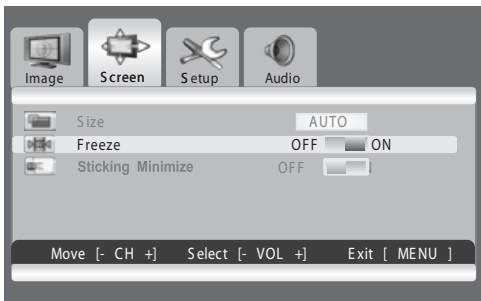 Image Screen Setup Audio
Size AUTO
Freeze OFF ON
Sticking Minimize OFF
Move [- CH +] Select [- VOL +] Exit [ MENU ]